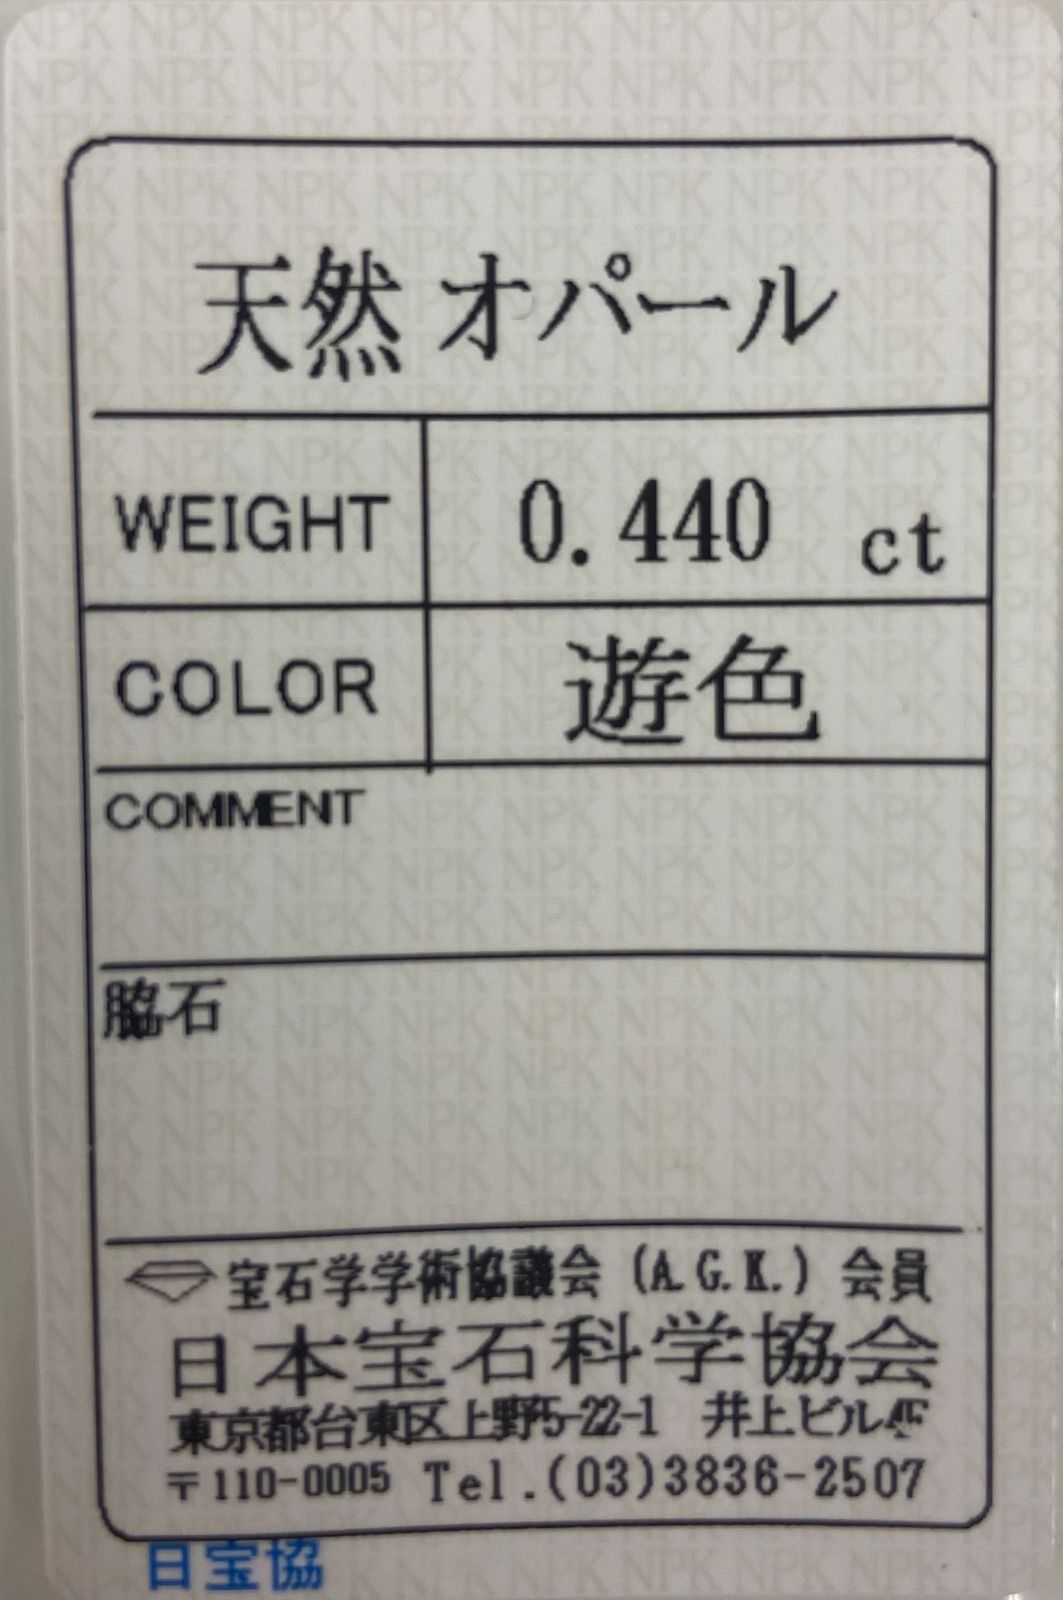 天然 オパール
WEIGHT 0.440 ct
COLOR 遊色
COMMENT
脇石
宝石学学術協議会 (A.G.K.) 会員
日本宝石科学協会
東京都台東区上野5-22-1 井上ビル4F
〒110-0005 Tel.(03)3836-2507
日宝協